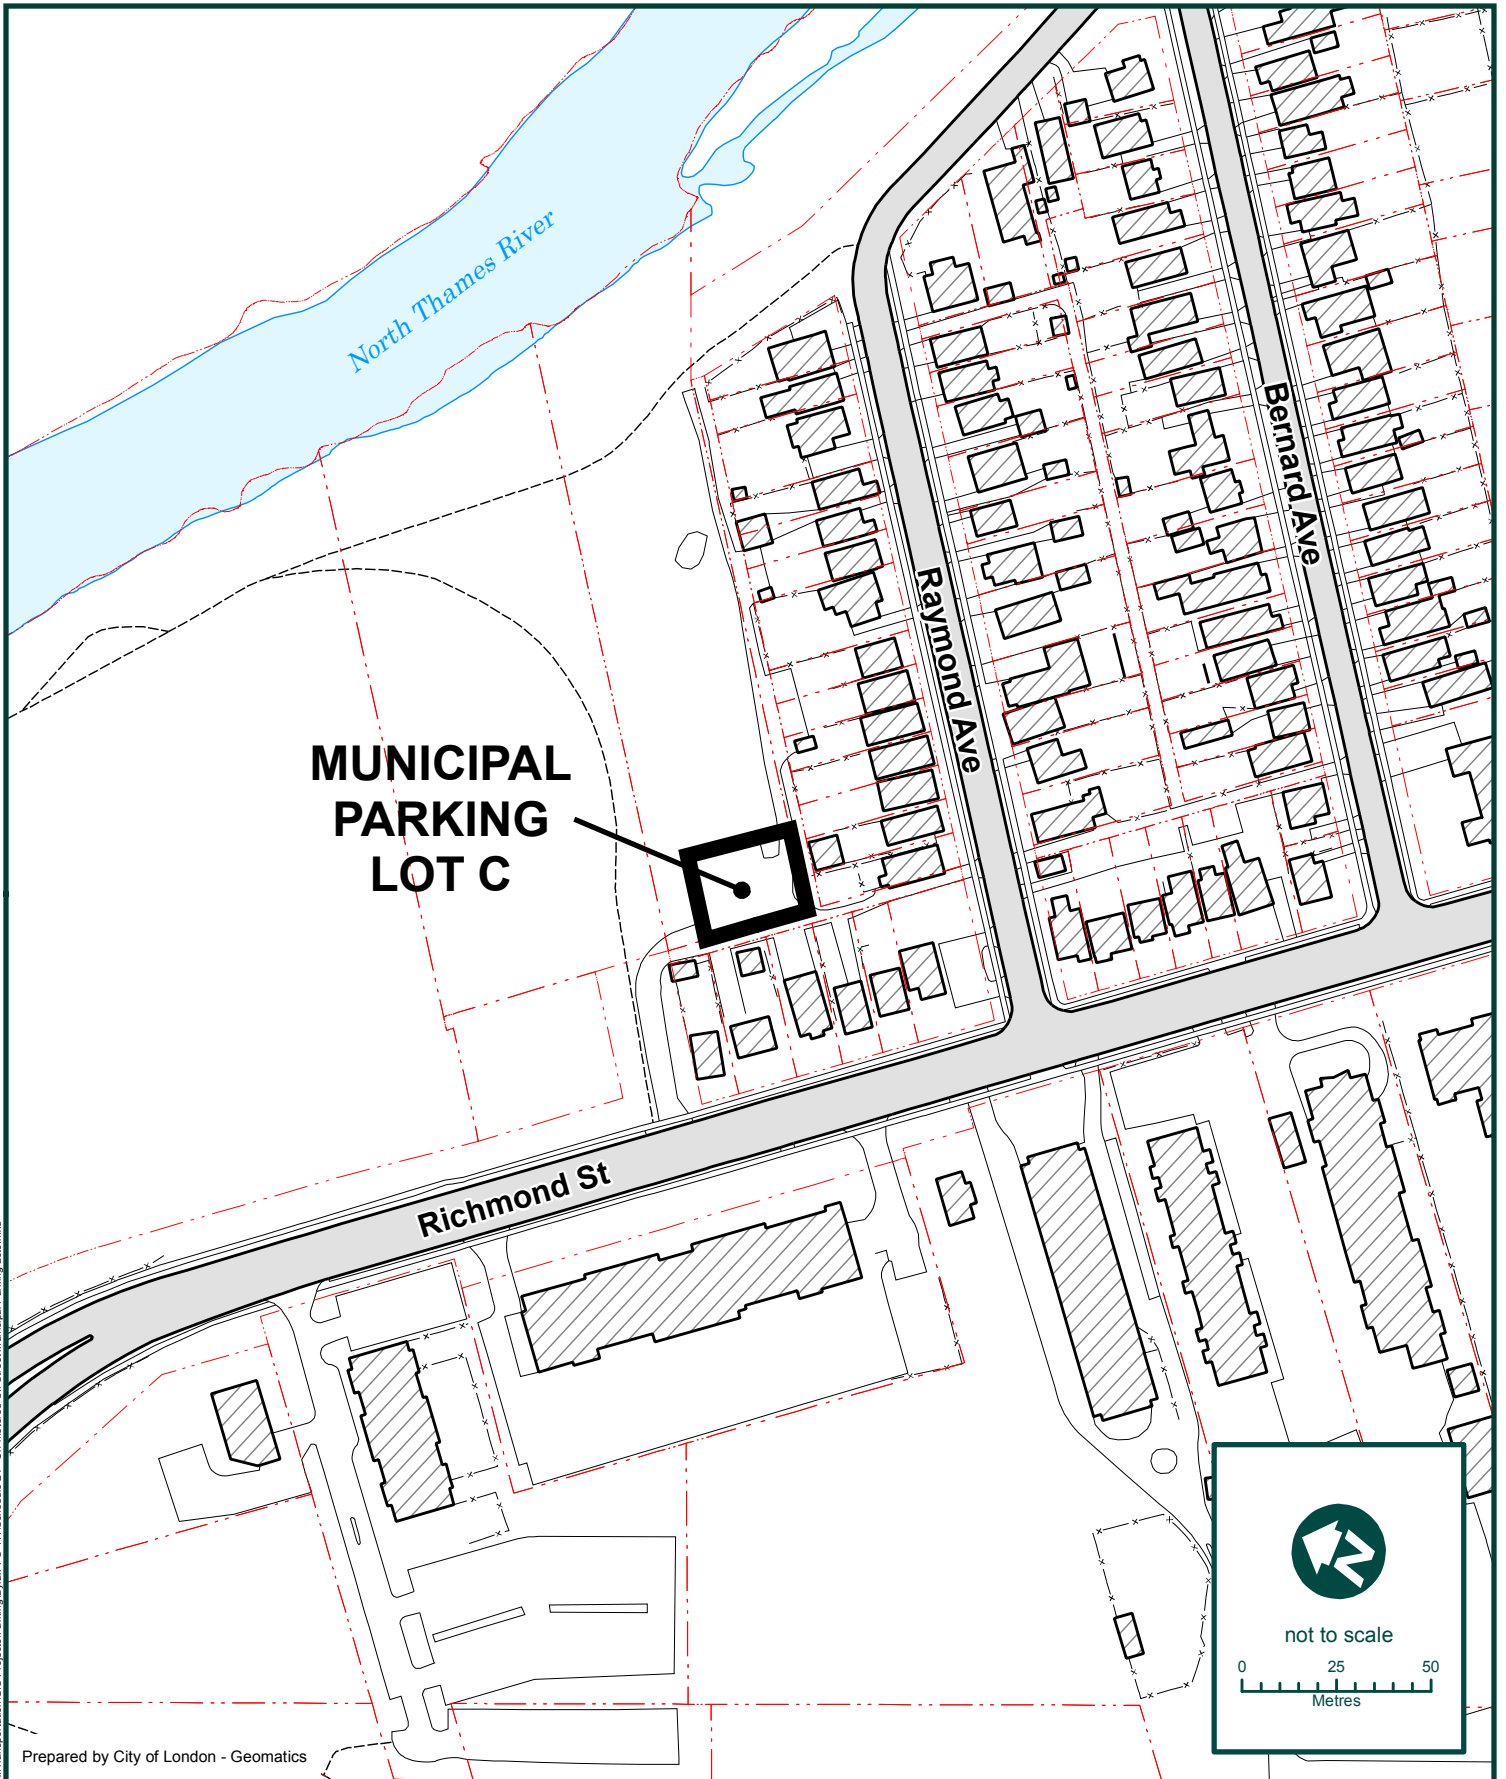 North Thames River
Bernard Ave
Raymond Ave
MUNICIPAL
PARKING
LOT C
Richmond St
N
not to scale
0 25 50
Metres
Prepared by City of London - Geomatics